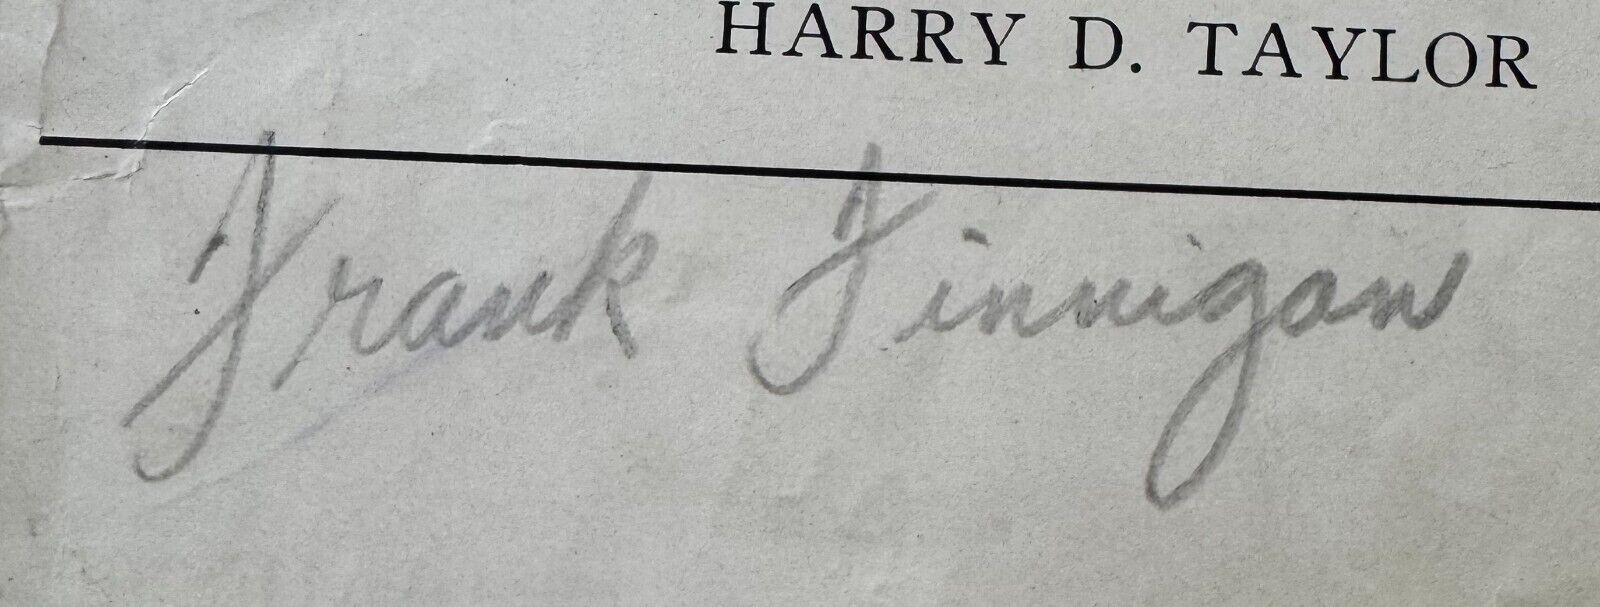 HARRY D. TAYLOR
Frank Finnigan